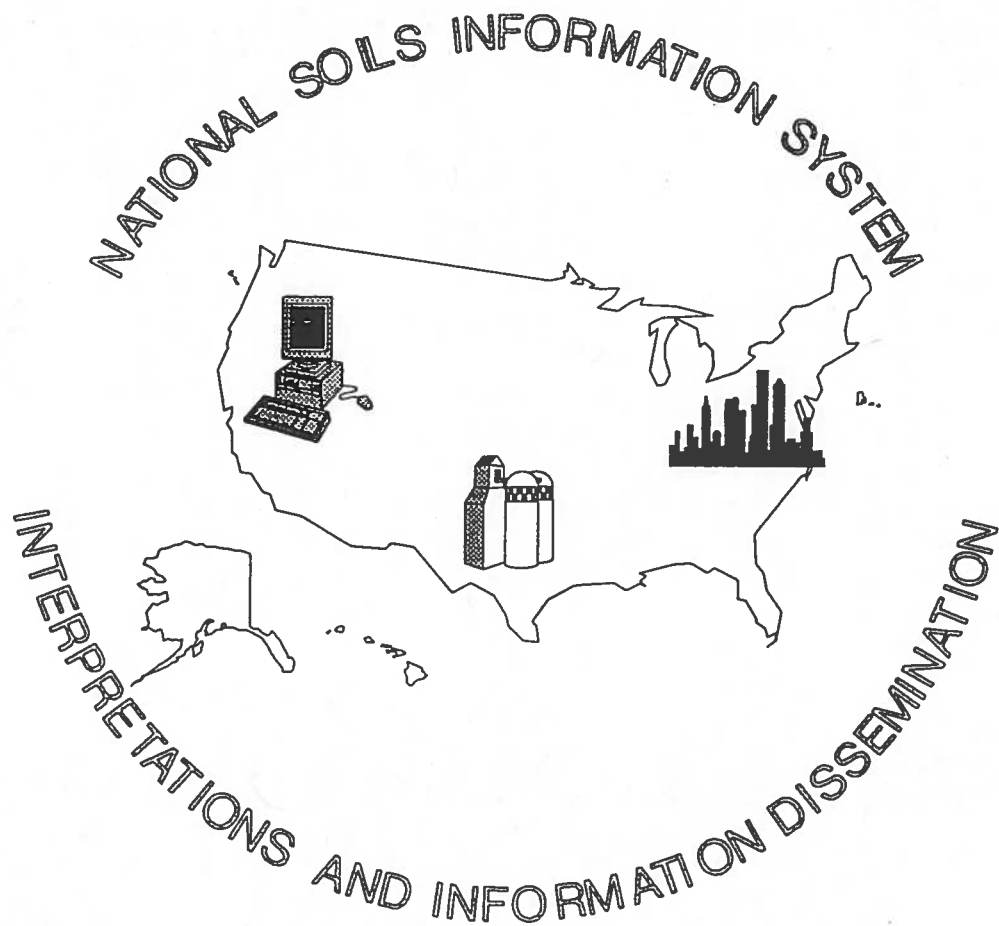 NATIONAL SOILS INFORMATION SYSTEM
INTERPRETATIONS AND INFORMATION DISSEMINATION